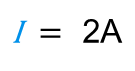 I = 2A